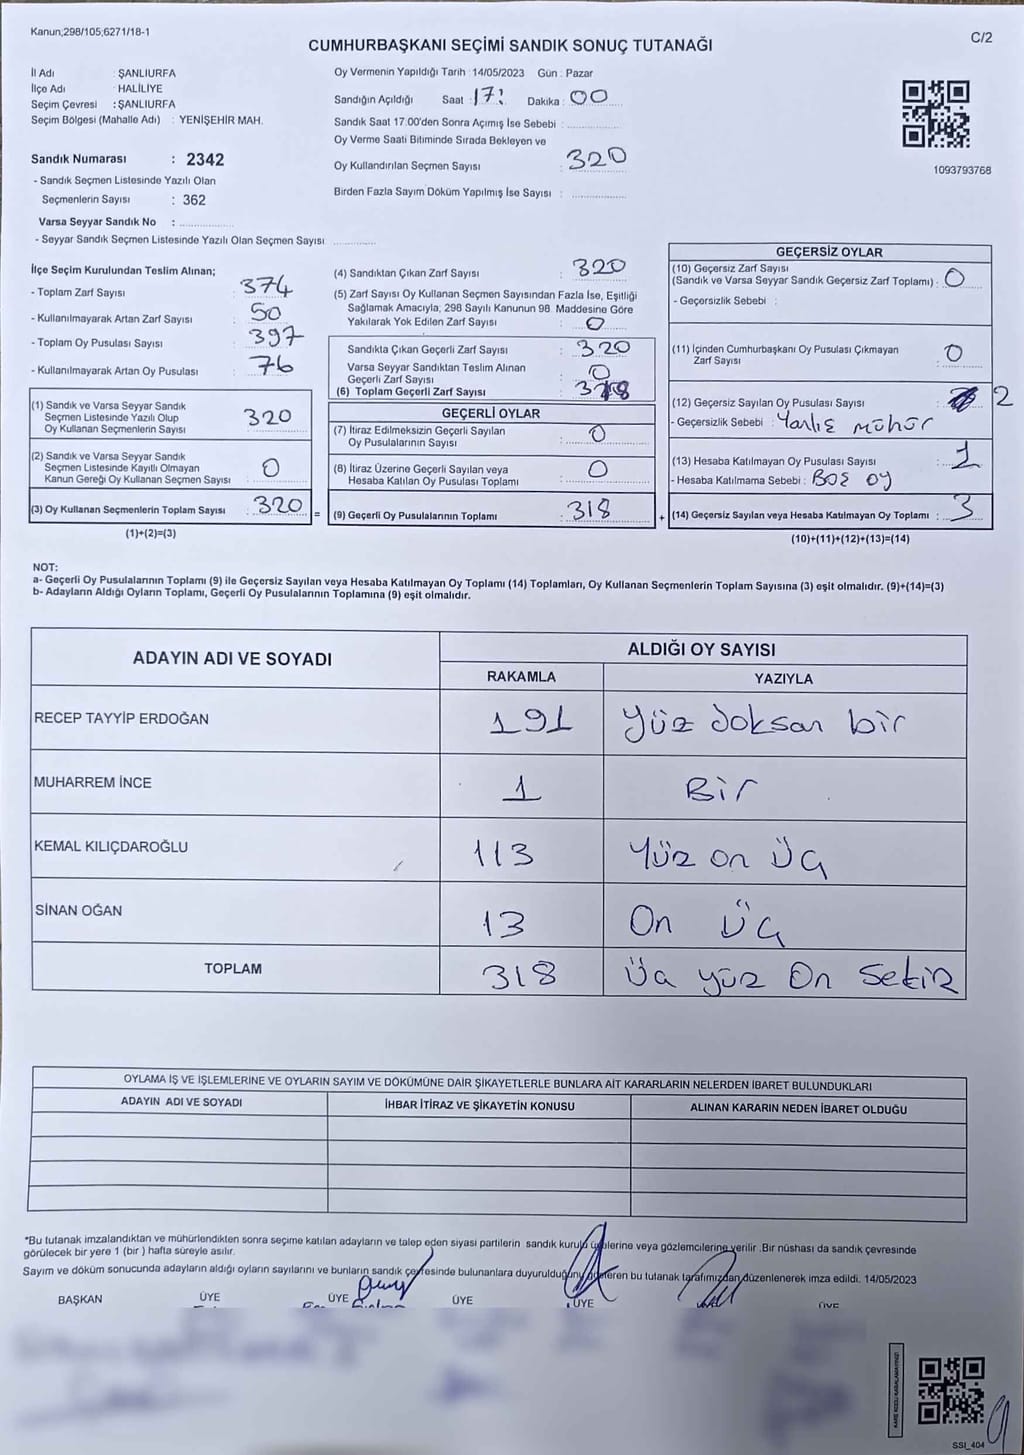 Kanun;298/105;6271/18-1
C/2
CUMHURBAŞKANI SEÇİMİ SANDIK SONUÇ TUTANAĞI
İl Adı : ŞANLIURFA
İlçe Adı : HALİLİYE
Seçim Çevresi : ŞANLIURFA
Seçim Bölgesi (Mahalle Adı) : YENİŞEHİR MAH.
Sandık Numarası : 2342
- Sandık Seçmen Listesinde Yazılı Olan
Seçmenlerin Sayısı : 362
Varsa Seyyar Sandık No :
- Seyyar Sandık Seçmen Listesinde Yazılı Olan Seçmen Sayısı
Oy Vermenin Yapıldığı Tarih : 14/05/2023 Gün : Pazar
Sandığın Açıldığı Saat : 17: Dakika : 00
Sandık Saat 17.00'den Sonra Açımış İse Sebebi :
Oy Verme Saati Bitiminde Sırada Bekleyen ve
Oy Kullandırılan Seçmen Sayısı : 320
Birden Fazla Sayım Döküm Yapılmış İse Sayısı :
1093793768
İlçe Seçim Kurulundan Teslim Alınan;
- Toplam Zarf Sayısı : 374
- Kullanılmayarak Artan Zarf Sayısı : 50
- Toplam Oy Pusulası Sayısı : 397
- Kullanılmayarak Artan Oy Pusulası : 76
(1) Sandık ve Varsa Seyyar Sandık
Seçmen Listesinde Yazılı Olup
Oy Kullanan Seçmenlerin Sayısı : 320
(2) Sandık ve Varsa Seyyar Sandık
Seçmen Listesinde Kayıtlı Olmayan
Kanun Gereği Oy Kullanan Seçmen Sayısı : 0
(3) Oy Kullanan Seçmenlerin Toplam Sayısı : 320
(1)+(2)=(3)
(4) Sandıktan Çıkan Zarf Sayısı : 320
(5) Zarf Sayısı Oy Kullanan Seçmen Sayısından Fazla İse, Eşitliği
Sağlamak Amacıyla, 298 Sayılı Kanunun 98. Maddesine Göre
Yakılarak Yok Edilen Zarf Sayısı : 0
Sandıkta Çıkan Geçerli Zarf Sayısı : 320
Varsa Seyyar Sandıktan Teslim Alınan
Geçerli Zarf Sayısı : 0
(6) Toplam Geçerli Zarf Sayısı :
GEÇERLİ OYLAR
(7) İtiraz Edilmeksizin Geçerli Sayılan
Oy Pusulalarının Sayısı : 0
(8) İtiraz Üzerine Geçerli Sayılan veya
Hesaba Katılan Oy Pusulası Toplamı : 0
= (9) Geçerli Oy Pusulalarının Toplamı : 318
GEÇERSİZ OYLAR
(10) Geçersiz Zarf Sayısı
(Sandık ve Varsa Seyyar Sandık Geçersiz Zarf Toplamı) : 0
- Geçersizlik Sebebi :
(11) İçinden Cumhurbaşkanı Oy Pusulası Çıkmayan
Zarf Sayısı : 0
(12) Geçersiz Sayılan Oy Pusulası Sayısı : 2
- Geçersizlik Sebebi : Yanlış mühür
(13) Hesaba Katılmayan Oy Pusulası Sayısı : 1
- Hesaba Katılmama Sebebi : BOŞ oy
+ (14) Geçersiz Sayılan veya Hesaba Katılmayan Oy Toplamı : 3
(10)+(11)+(12)+(13)=(14)
NOT:
a- Geçerli Oy Pusulalarının Toplamı (9) ile Geçersiz Sayılan veya Hesaba Katılmayan Oy Toplamı (14) Toplamları, Oy Kullanan Seçmenlerin Toplam Sayısına (3) eşit olmalıdır. (9)+(14)=(3)
b- Adayların Aldığı Oyların Toplamı, Geçerli Oy Pusulalarının Toplamına (9) eşit olmalıdır.
ADAYIN ADI VE SOYADI
ALDIĞI OY SAYISI
RAKAMLA YAZIYLA
RECEP TAYYİP ERDOĞAN 191 Yüz doksan bir
MUHARREM İNCE 1 Bir
KEMAL KILIÇDAROĞLU 113 Yüz on üç
SİNAN OĞAN 13 On üç
TOPLAM 318 Üç yüz On Sekiz
OYLAMA İŞ VE İŞLEMLERİNE VE OYLARIN SAYIM VE DÖKÜMÜNE DAİR ŞİKAYETLERLE BUNLARA AİT KARARLARIN NELERDEN İBARET BULUNDUKLARI
ADAYIN ADI VE SOYADI İHBAR İTİRAZ VE ŞİKAYETİN KONUSU ALINAN KARARIN NEDEN İBARET OLDUĞU
*Bu tutanak imzalandıktan ve mühürlendikten sonra seçime katılan adayların ve talep eden siyasi partilerin sandık kurulu üyelerine veya gözlemcilerine verilir .Bir nüshası da sandık çevresinde
görülecek bir yere 1 (bir ) hafta süreyle asılır.
Sayım ve döküm sonucunda adayların aldığı oyların sayılarını ve bunların sandık çevresinde bulunanlara duyurulduğunu gösteren bu tutanak tarafımızdan düzenlenerek imza edildi. 14/05/2023
BAŞKAN ÜYE ÜYE ÜYE ÜYE ÜYE ÜYE
SSI_404